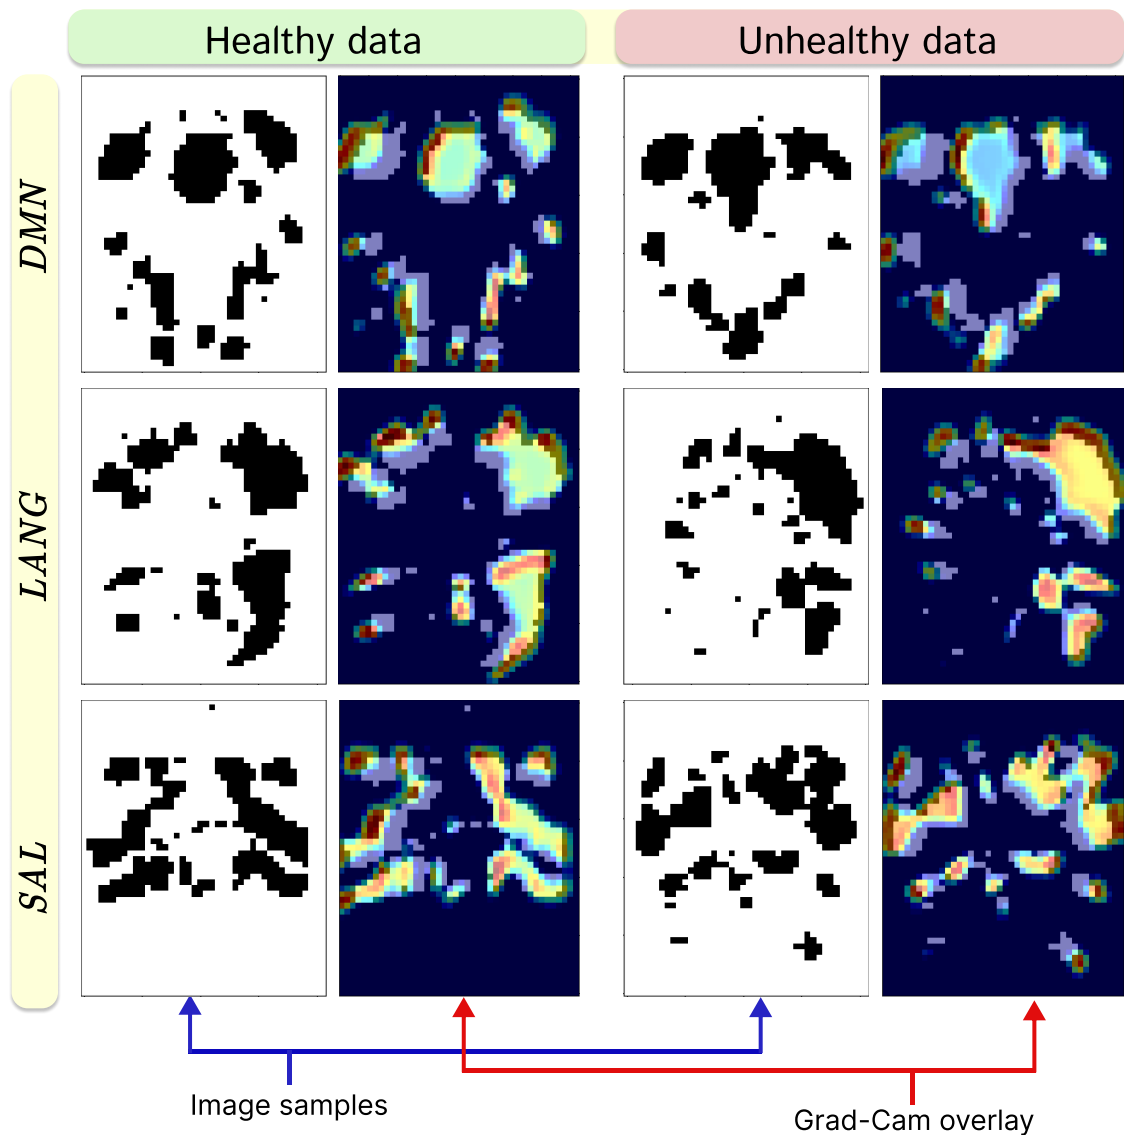 Healthy data
Unhealthy data
DMN
LANG
SAL
Image samples
Grad-Cam overlay